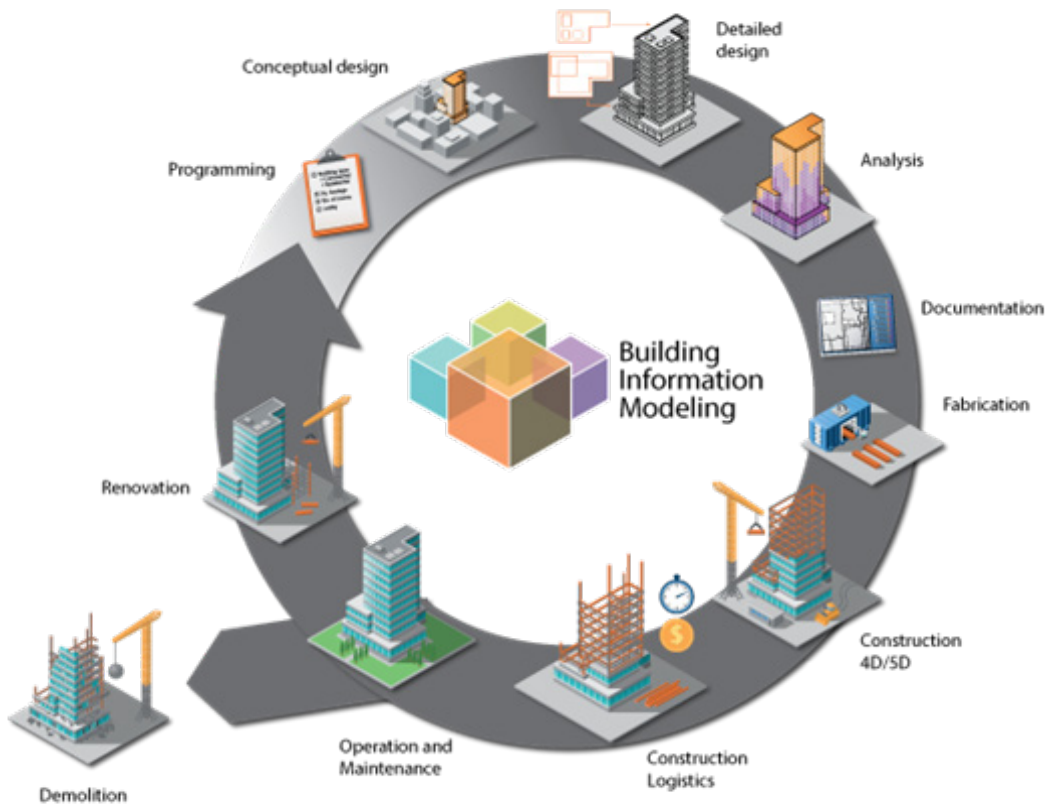 Conceptual design
Detailed
design
Programming
Analysis
Documentation
Building
Information
Modeling
Fabrication
Renovation
Construction
4D/5D
Operation and
Maintenance
Construction
Logistics
Demolition
$